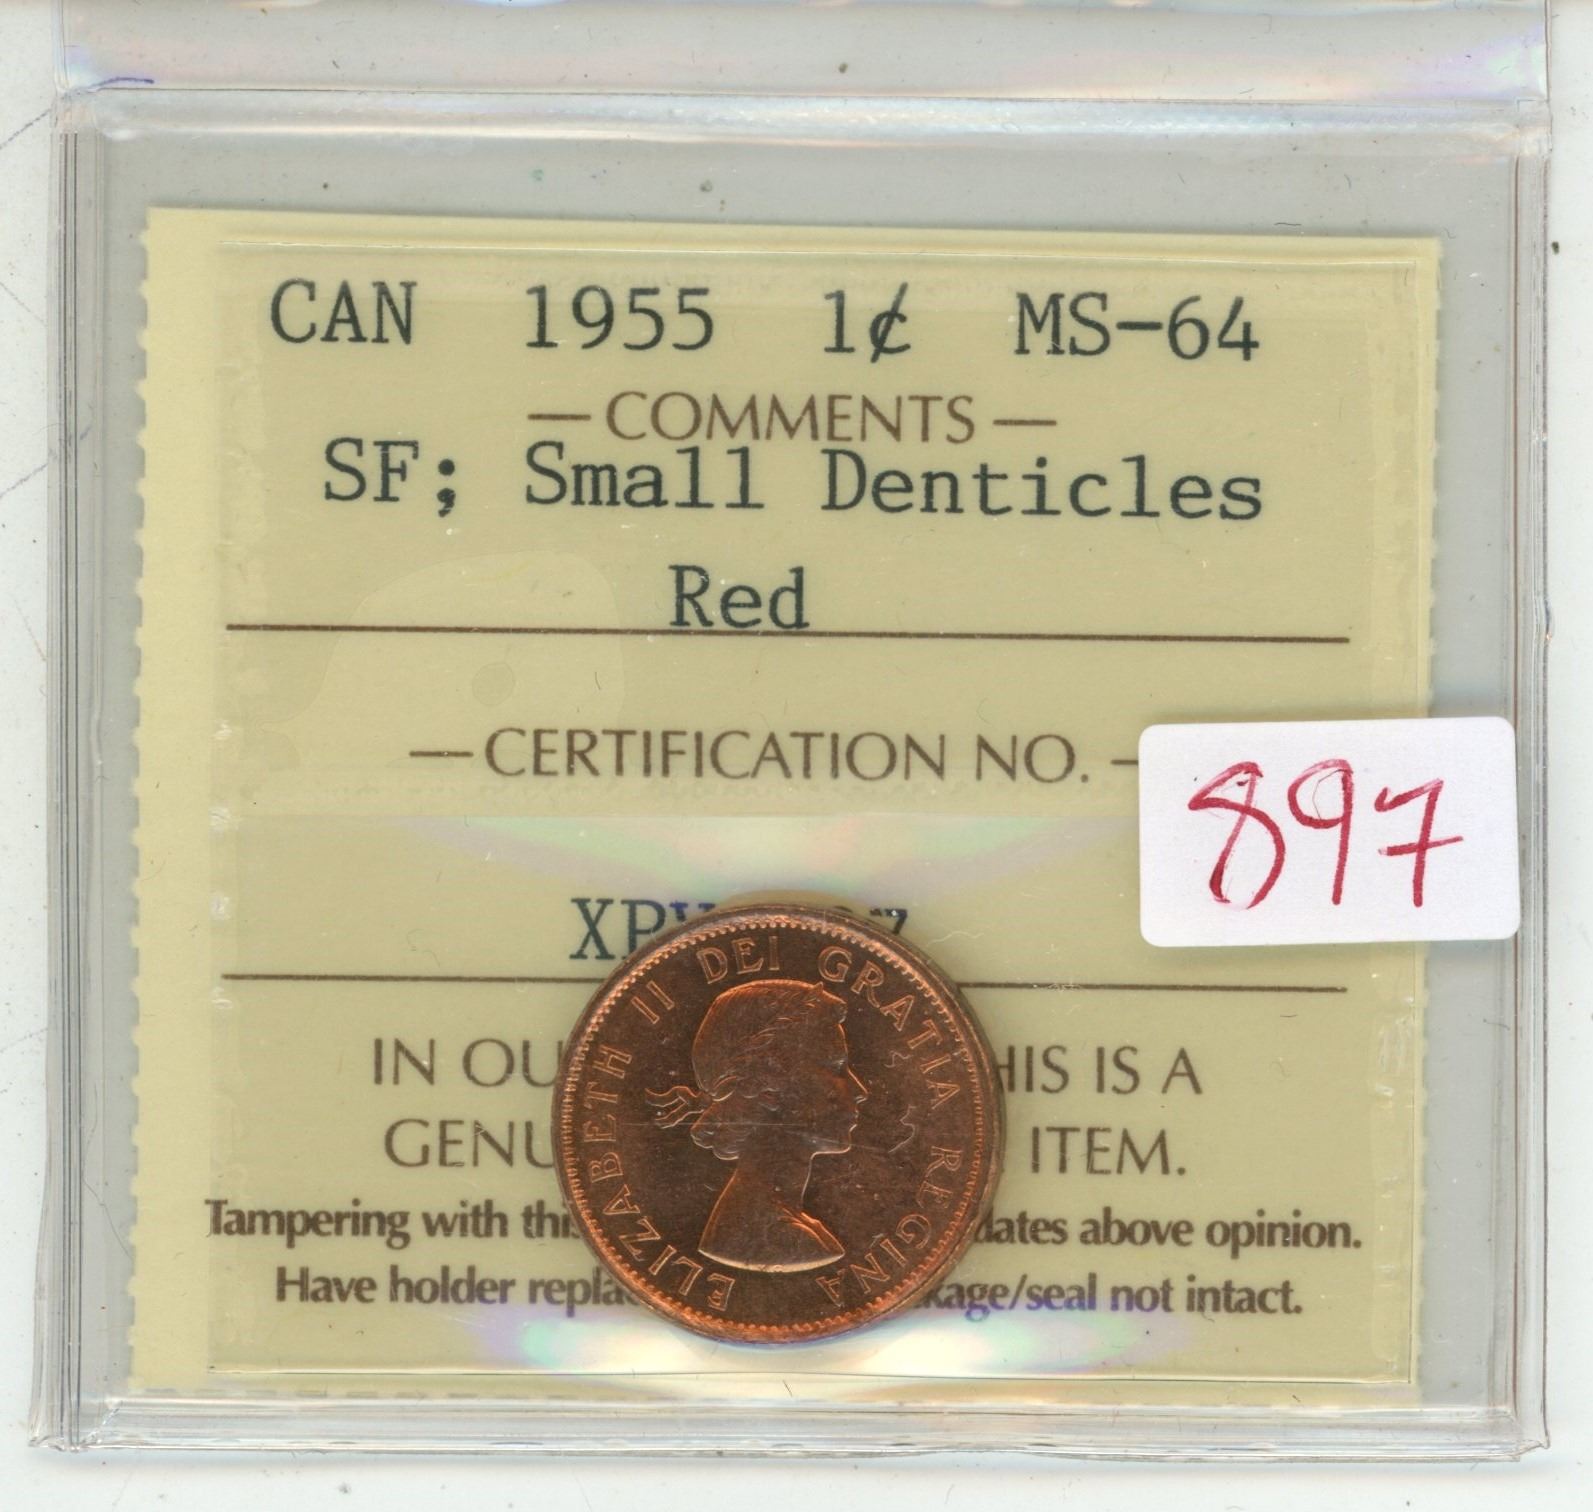 CAN 1955 1¢ MS-64
— COMMENTS —
SF; Small Denticles
Red
— CERTIFICATION NO. —
897
IN OU HIS IS A
GENU ITEM.
Tampering with this dates above opinion.
Have holder repla kage/seal not intact.
ELIZABETH II DEI GRATIA REGINA